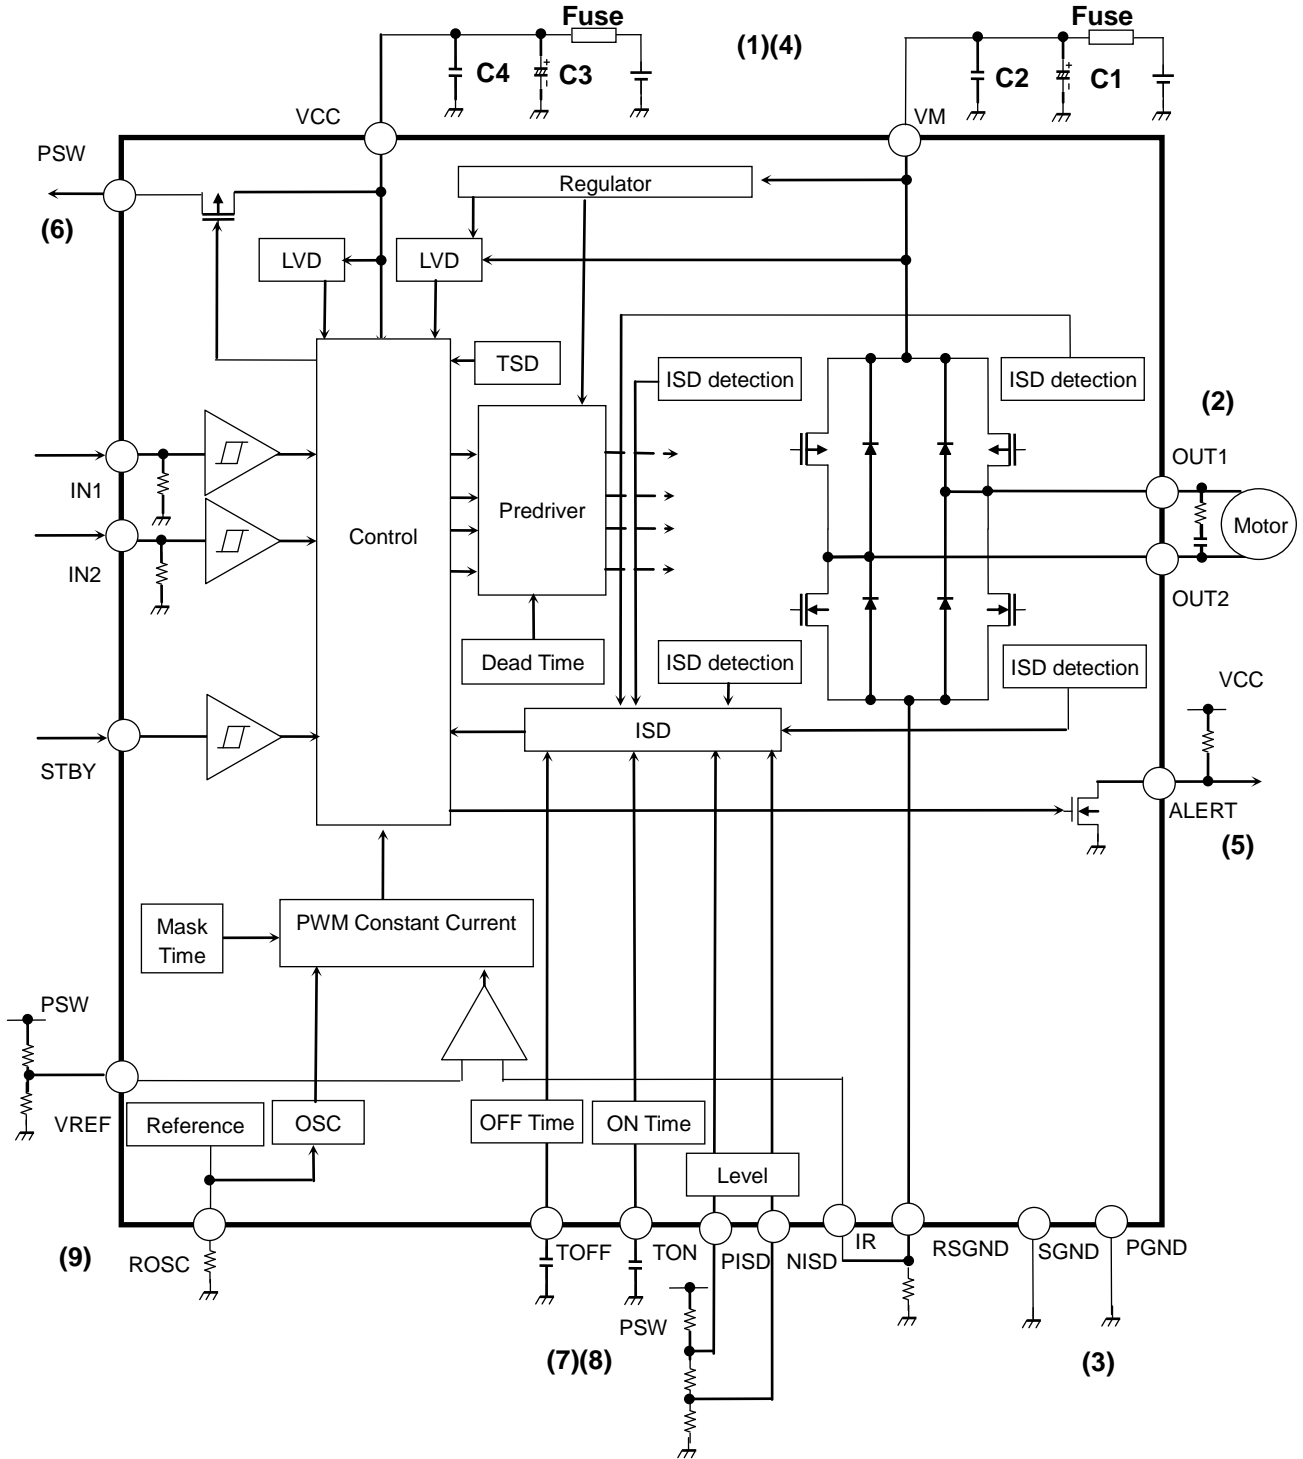 Fuse
Fuse
(1)(4)
C4
C3
C2
C1
VCC
VM
PSW
(6)
Regulator
LVD
LVD
TSD
ISD detection
ISD detection
(2)
OUT1
IN1
Control
Predriver
Motor
IN2
OUT2
Dead Time
ISD detection
ISD detection
VCC
ISD
STBY
ALERT
(5)
Mask
Time
PWM Constant Current
PSW
VREF
Reference
OSC
OFF Time
ON Time
Level
(9)
ROSC
TOFF
TON
PISD
NISD
IR
RSGND
SGND
PGND
PSW
(7)(8)
(3)